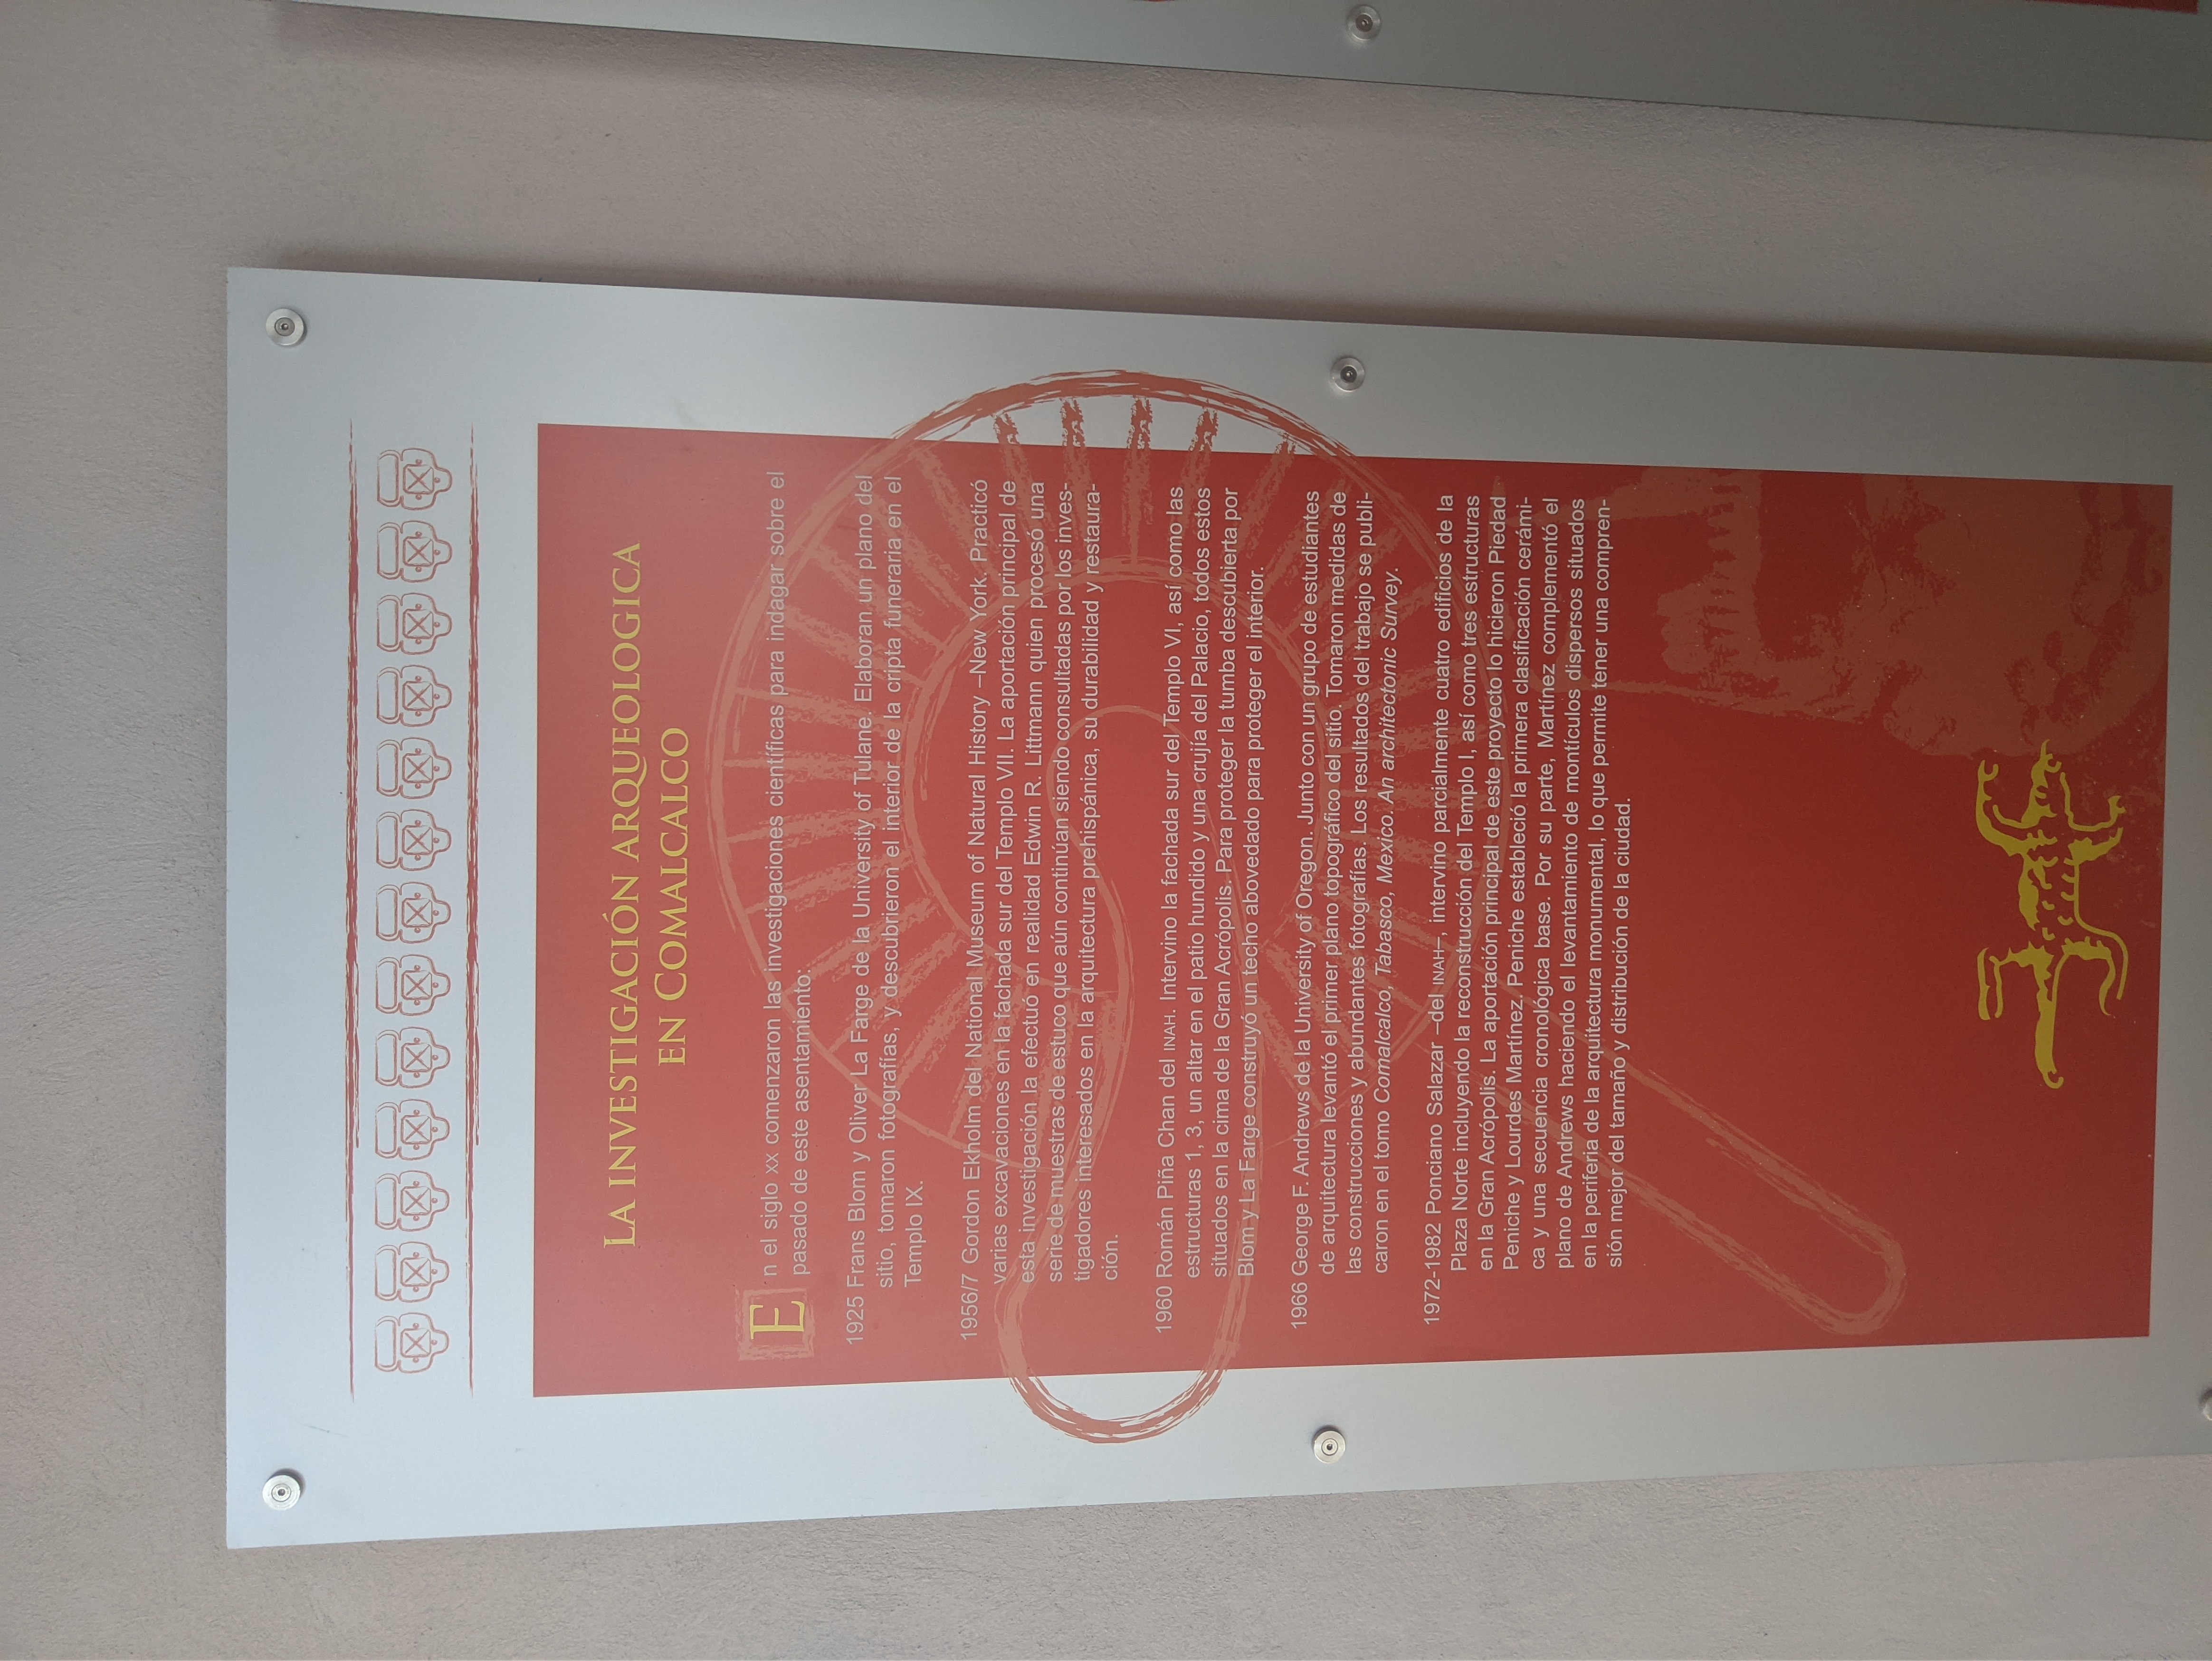 LA INVESTIGACIÓN ARQUEOLOGICA
EN COMALCALCO
En el siglo XX comenzaron las investigaciones científicas para indagar sobre el
pasado de este asentamiento:
1925 Frans Blom y Oliver La Farge de la University of Tulane. Elaboran un plano del
sitio, tomaron fotografías, y descubrieron el interior de la cripta funeraria en el
Templo IX.
1956/7 Gordon Ekholm del National Museum of Natural History –New York. Practicó
varias excavaciones en la fachada sur del Templo VII. La aportación principal de
esta investigación la efectuó en realidad Edwin R. Littmann quien procesó una
serie de muestras de estuco que aún continúan siendo consultadas por los inves-
tigadores interesados en la arquitectura prehispánica, su durabilidad y restaura-
ción.
1960 Román Piña Chan del INAH. Intervino la fachada sur del Templo VI, así como las
estructuras 1, 3, un altar en el patio hundido y una crujía del Palacio, todos estos
situados en la cima de la Gran Acrópolis. Para proteger la tumba descubierta por
Blom y La Farge construyó un techo abovedado para proteger el interior.
1966 George F. Andrews de la University of Oregon. Junto con un grupo de estudiantes
de arquitectura levantó el primer plano topográfico del sitio. Tomaron medidas de
las construcciones y abundantes fotografías. Los resultados del trabajo se publi-
caron en el tomo Comalcalco, Tabasco, Mexico. An architectonic Survey.
1972-1982 Ponciano Salazar –del INAH–, intervino parcialmente cuatro edificios de la
Plaza Norte incluyendo la reconstrucción del Templo I, así como tres estructuras
en la Gran Acrópolis. La aportación principal de este proyecto lo hicieron Piedad
Peniche y Lourdes Martínez. Peniche estableció la primera clasificación cerámi-
ca y una secuencia cronológica base. Por su parte, Martínez complementó el
plano de Andrews haciendo el levantamiento de montículos dispersos situados
en la periferia de la arquitectura monumental, lo que permite tener una compren-
sión mejor del tamaño y distribución de la ciudad.